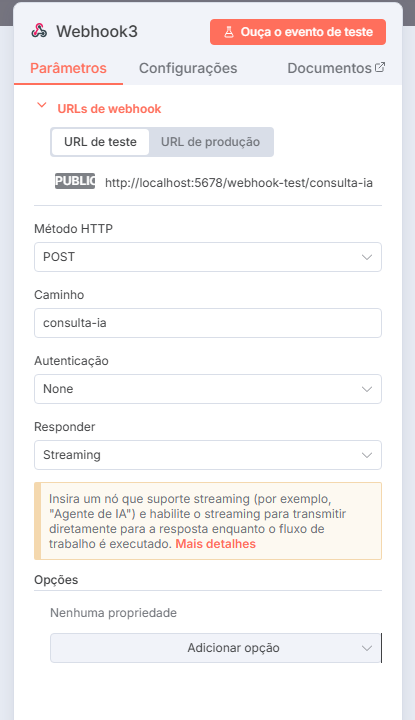 Webhook3
Ouça o evento de teste
Parâmetros
Configurações
Documentos
URLs de webhook
URL de teste
URL de produção
PUBLIC
http://localhost:5678/webhook-test/consulta-ia
Método HTTP
POST
Caminho
consulta-ia
Autenticação
None
Responder
Streaming
Insira um nó que suporte streaming (por exemplo,
"Agente de IA") e habilite o streaming para transmitir
diretamente para a resposta enquanto o fluxo de
trabalho é executado. Mais detalhes
Opções
Nenhuma propriedade
Adicionar opção